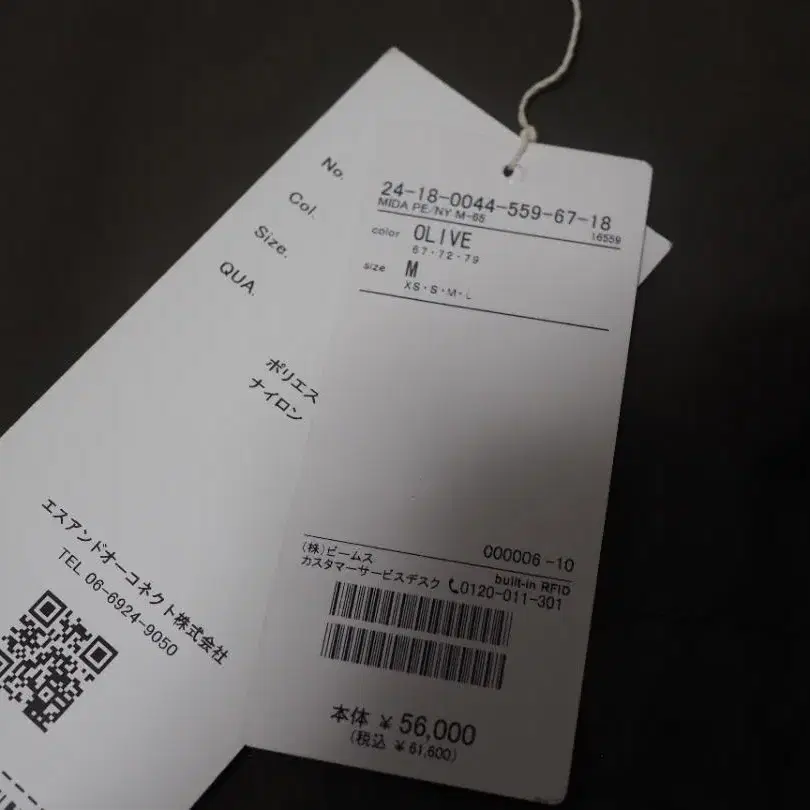 No.
Col.
Size.
QUA.
ポリエス
ナイロン
エスアンドオーコネクト株式会社
TEL 06-6924-9050
24-18-0044-559-67-18
MIDA PE/NY M-65
16559
color OLIVE
67・72・79
size M
XS・S・M・L
000006 -10
built-in RFID
(株)ビームス
カスタマーサービスデスク 0120-011-301
本体 ¥ 56,000
(税込 ¥ 61,600)